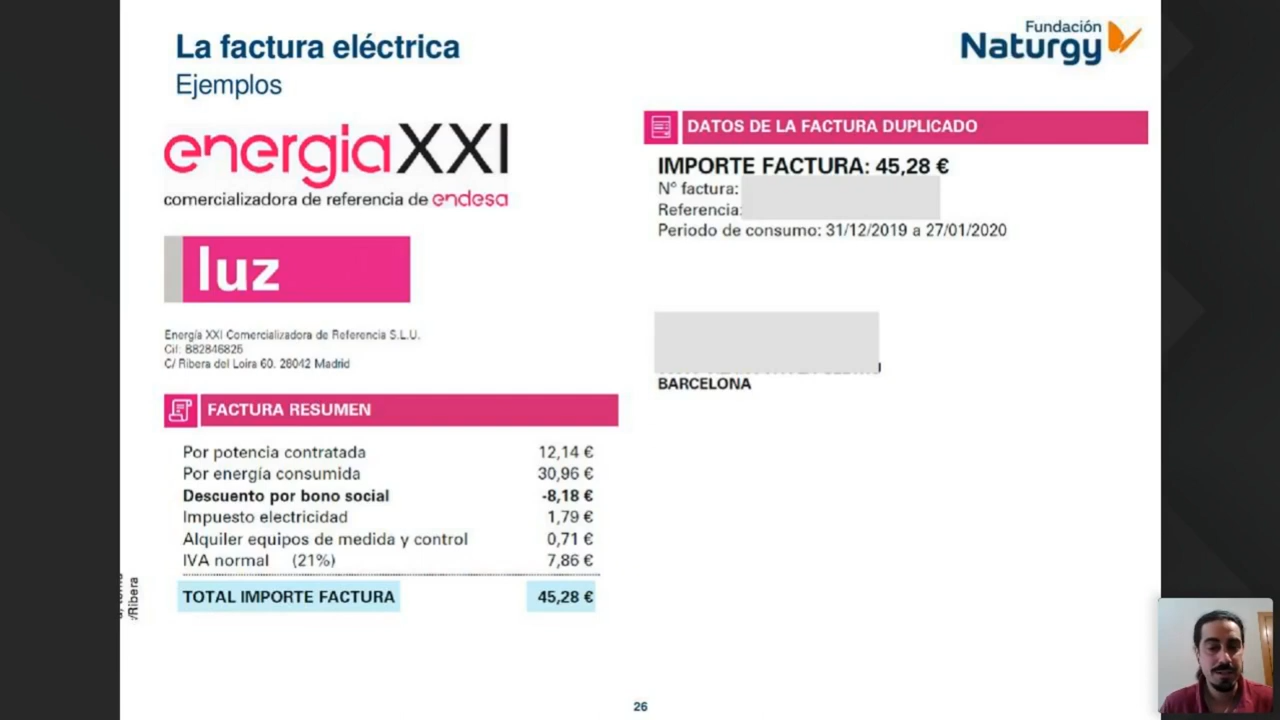 La factura eléctrica
Ejemplos
Fundación
Naturgy
energía XXI
comercializadora de referencia de endesa
luz
Energía XXI Comercializadora de Referencia S.L.U.
Cif: B82846825
C/ Ribera del Loira 60. 28042 Madrid
FACTURA RESUMEN
Por potencia contratada 12,14 €
Por energía consumida 30,96 €
Descuento por bono social -8,18 €
Impuesto electricidad 1,79 €
Alquiler equipos de medida y control 0,71 €
IVA normal (21%) 7,86 €
TOTAL IMPORTE FACTURA 45,28 €
/Ribera
DATOS DE LA FACTURA DUPLICADO
IMPORTE FACTURA: 45,28 €
Nº factura:
Referencia:
Periodo de consumo: 31/12/2019 a 27/01/2020
BARCELONA
26